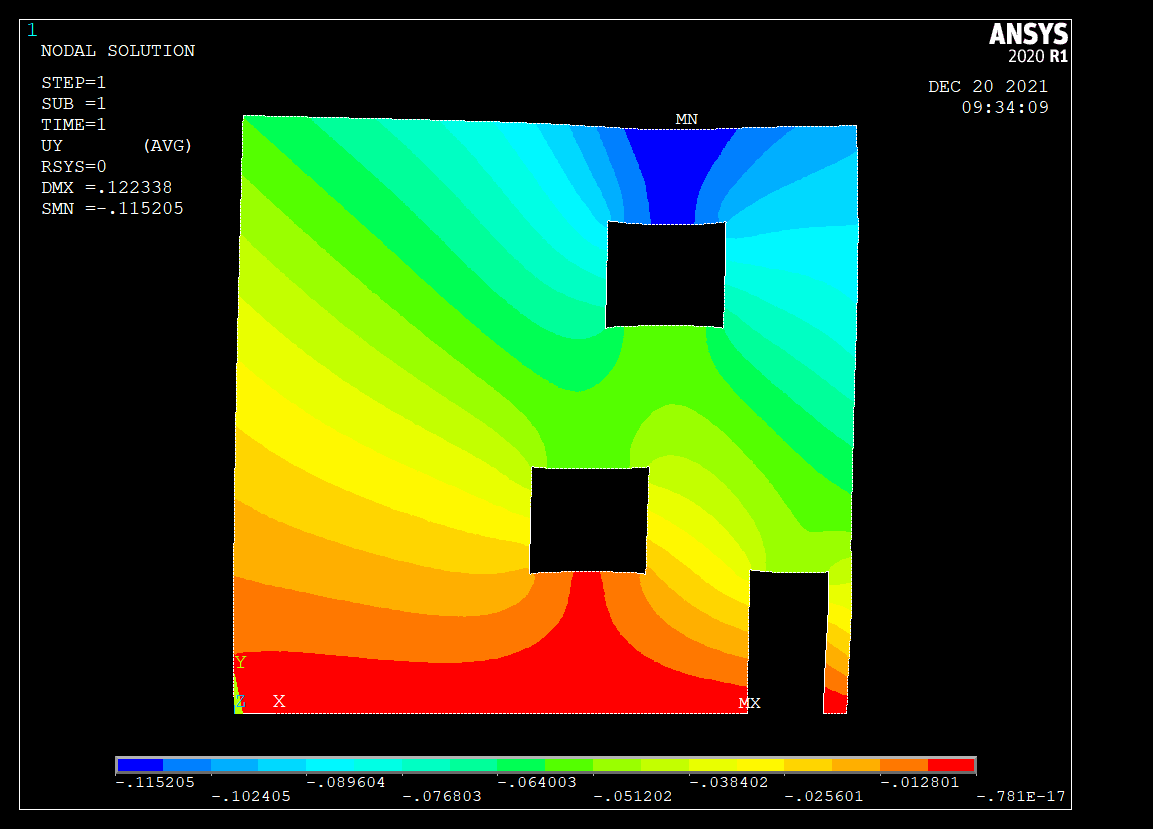 1
NODAL SOLUTION
STEP=1
SUB =1
TIME=1
UY (AVG)
RSYS=0
DMX =.122338
SMN =-.115205
ANSYS
2020 R1
DEC 20 2021
09:34:09
MN
Y
Z X
MX
-.115205 -.089604 -.064003 -.038402 -.012801
-.102405 -.076803 -.051202 -.025601 -.781E-17